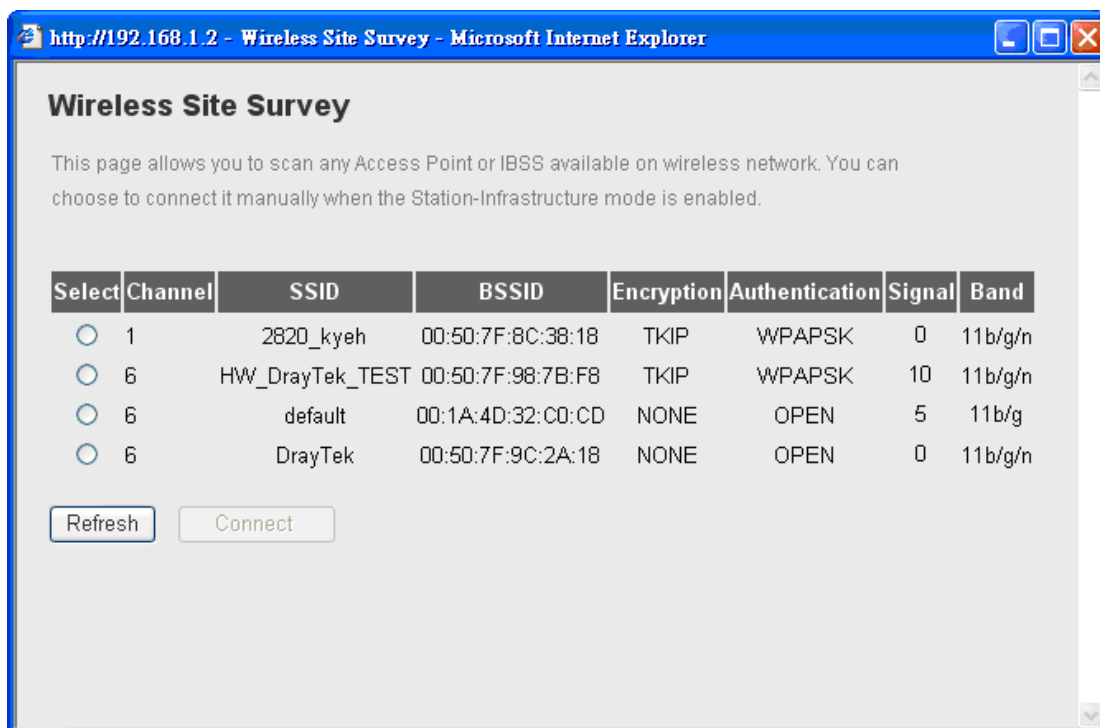 http://192.168.1.2 - Wireless Site Survey - Microsoft Internet Explorer
Wireless Site Survey
This page allows you to scan any Access Point or IBSS available on wireless network. You can
choose to connect it manually when the Station-Infrastructure mode is enabled.
Select Channel SSID BSSID Encryption Authentication Signal Band
1 2820_kyeh 00:50:7F:8C:38:18 TKIP WPAPSK 0 11b/g/n
6 HW_DrayTek_TEST 00:50:7F:98:7B:F8 TKIP WPAPSK 10 11b/g/n
6 default 00:1A:4D:32:C0:CD NONE OPEN 5 11b/g
6 DrayTek 00:50:7F:9C:2A:18 NONE OPEN 0 11b/g/n
Refresh Connect